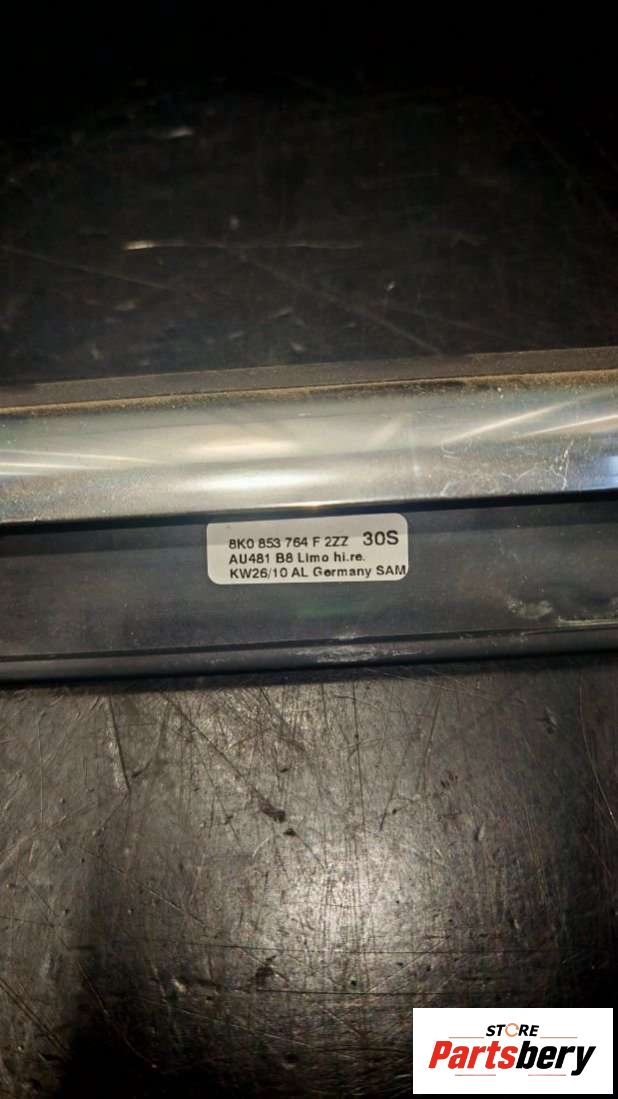 8K0 853 764 F 2ZZ 30S
AU481 B8 Limo hi.re.
KW26/10 AL Germany SAM
STORE
Partsbery